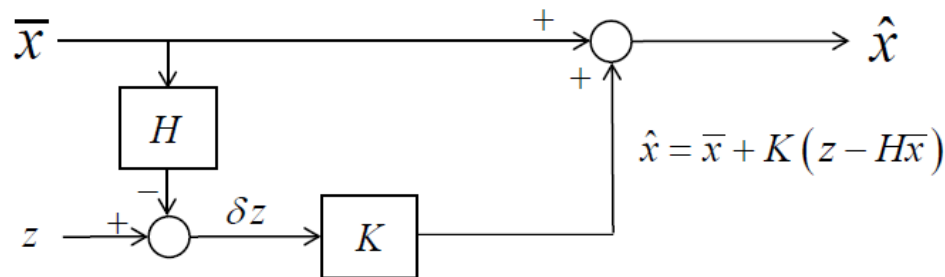 x̅ + x̂
+
H x̂ = x̅ + K(z − Hx̅)
−
z + δz K